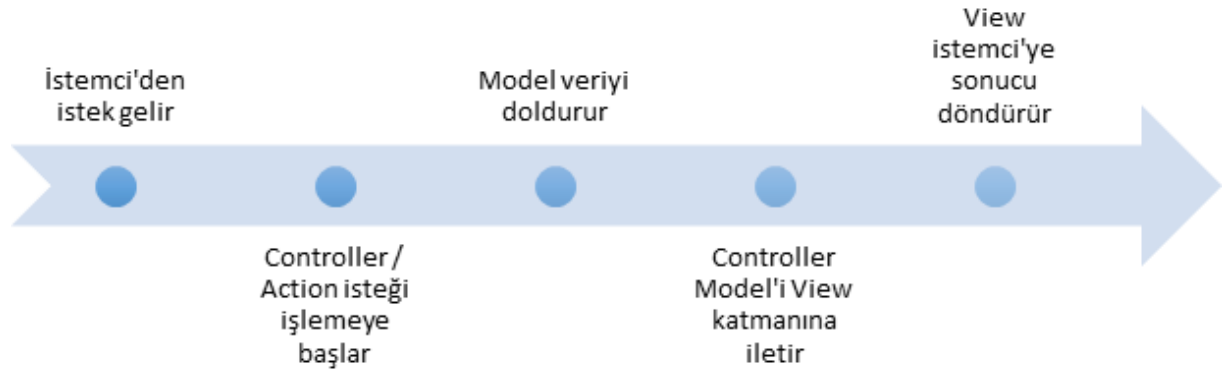 İstemci'den
istek gelir
Controller /
Action isteği
işlemeye
başlar
Model veriyi
doldurur
Controller
Model'i View
katmanına
iletir
View
istemci'ye
sonucu
döndürür